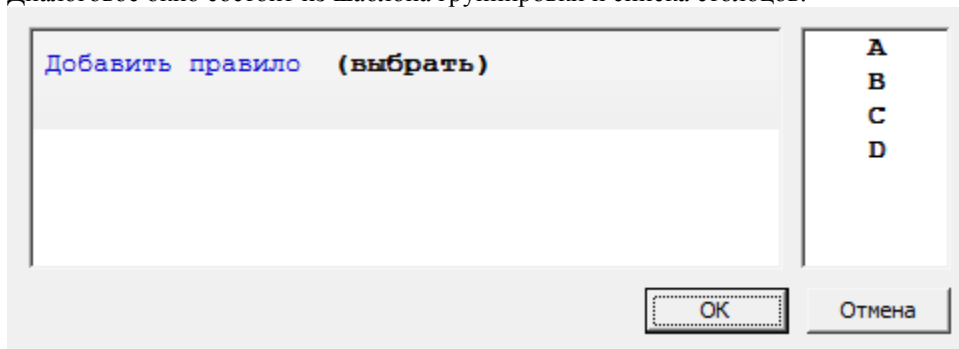 Диалоговое окно состоит из шаблона группировки и списка столбцов.
Добавить правило (выбрать)
A
B
C
D
OK
Отмена